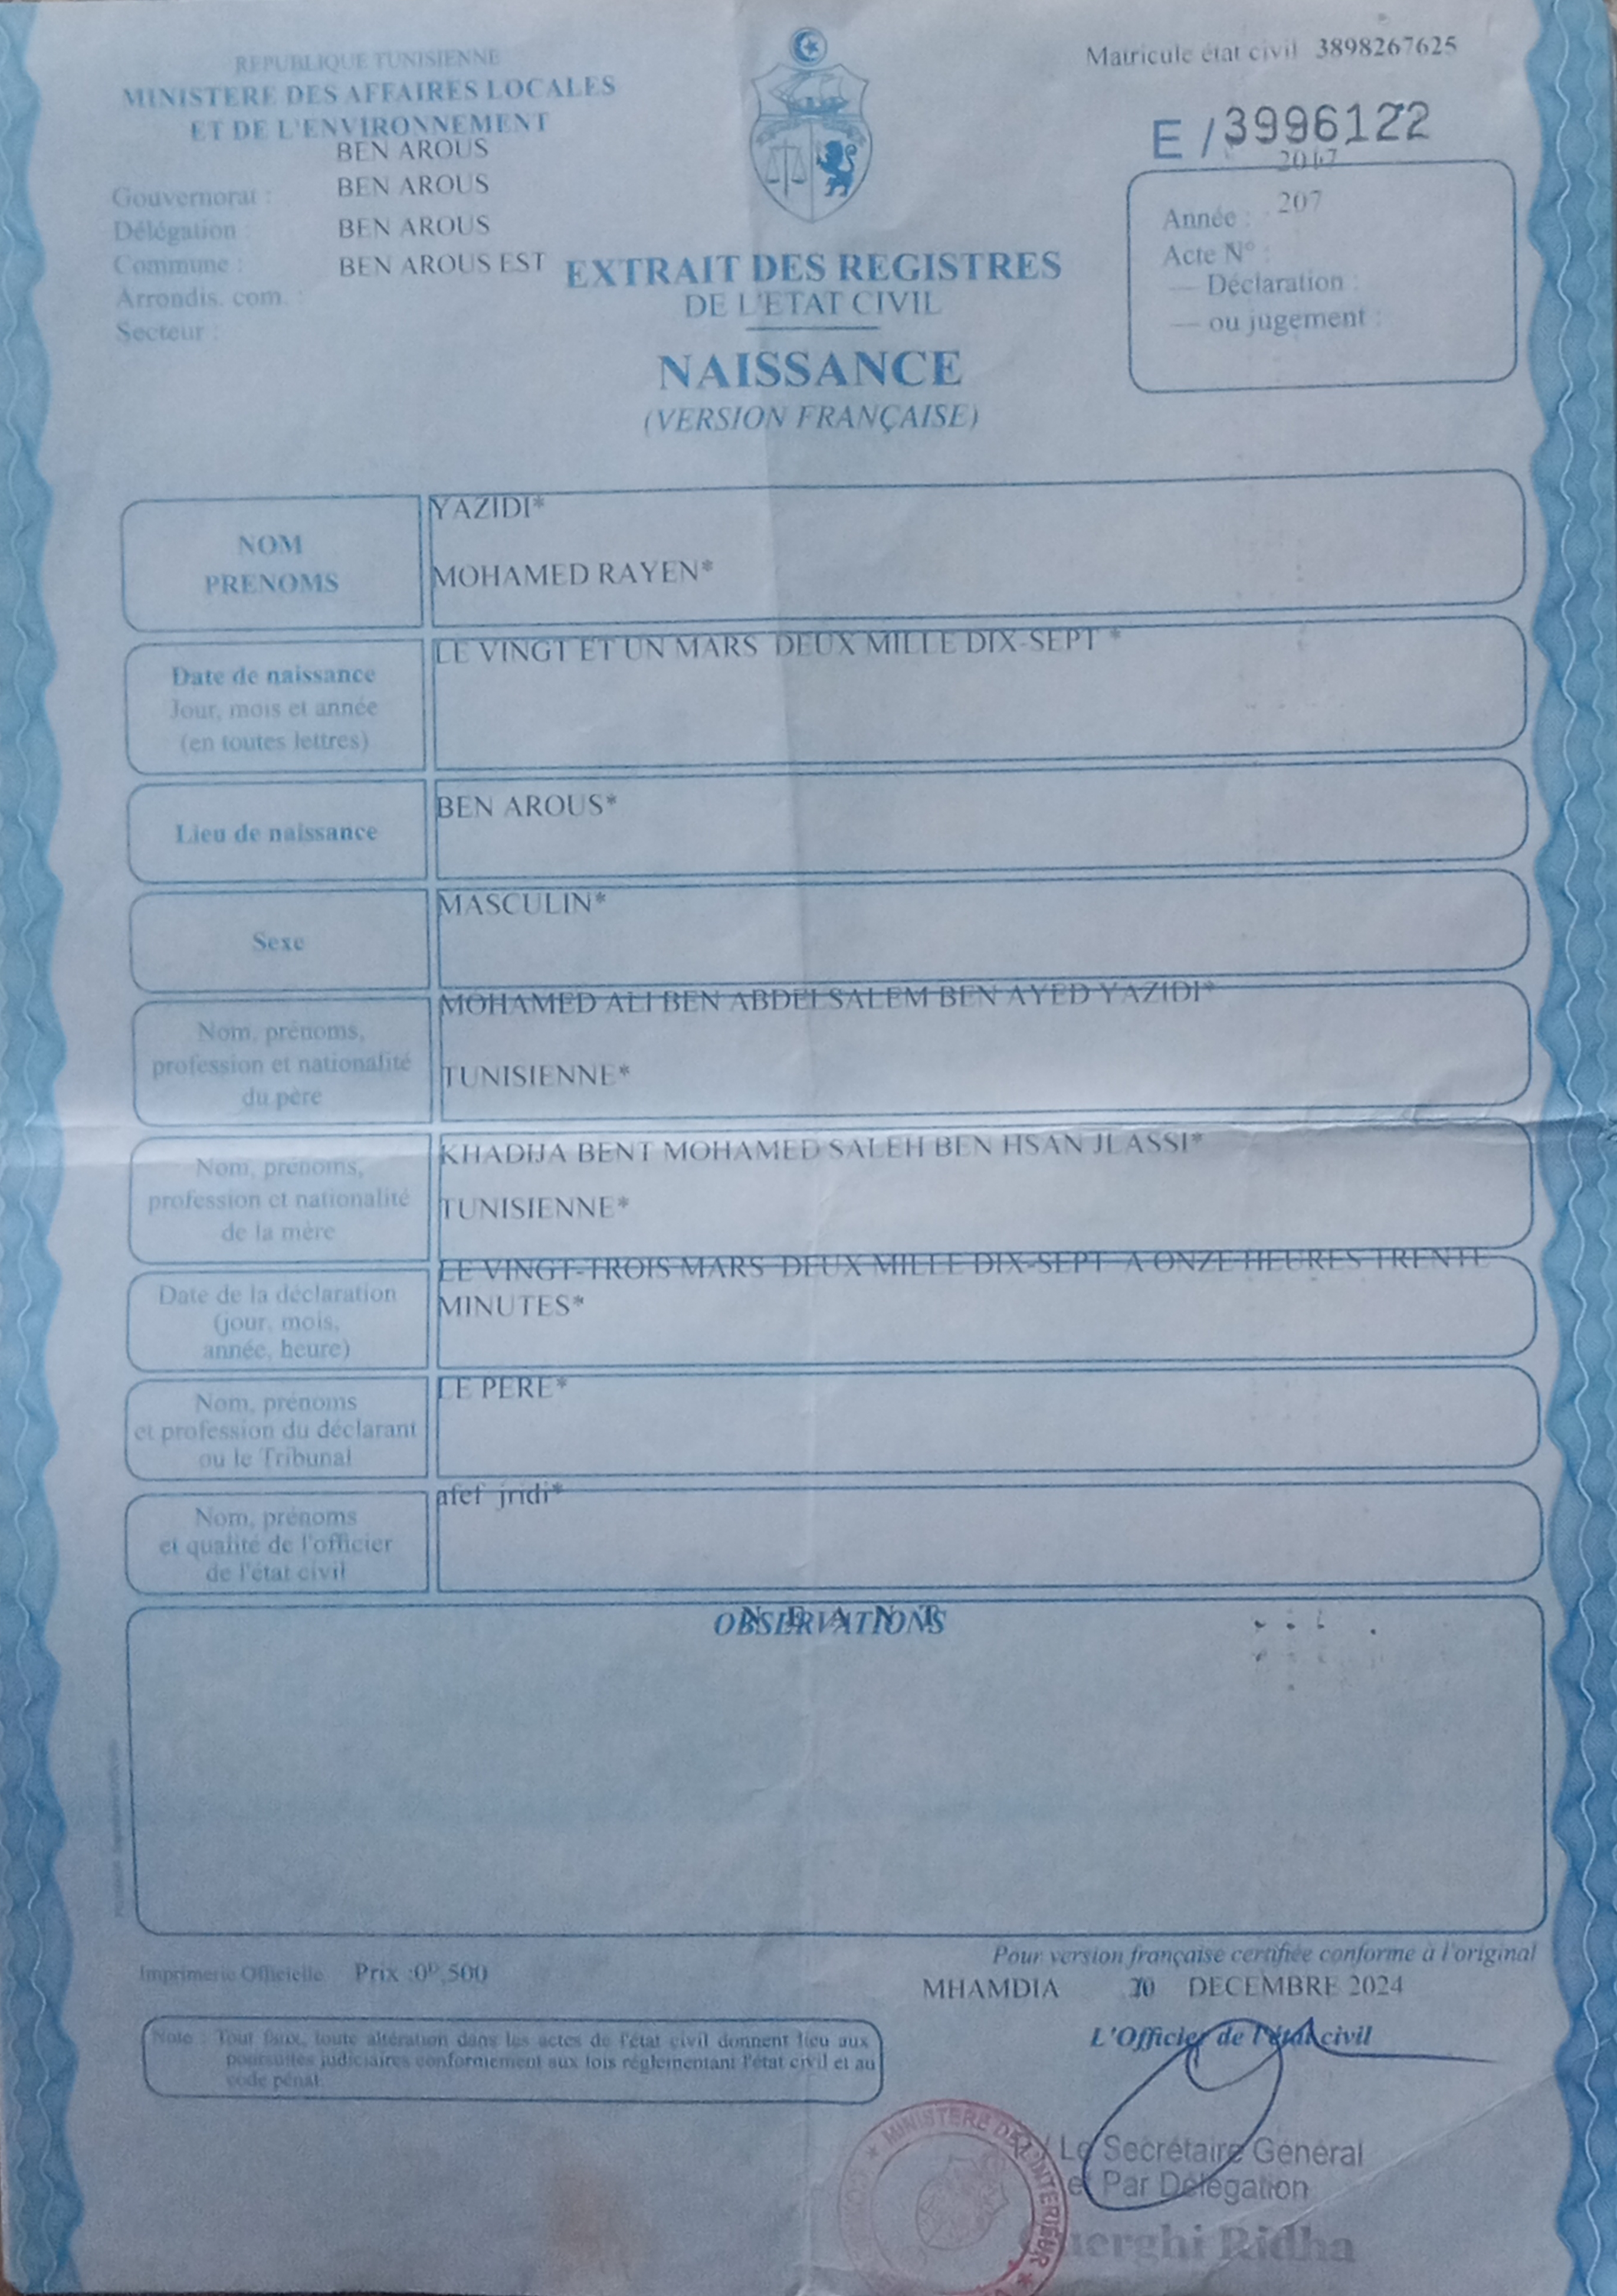 REPUBLIQUE TUNISIENNE
MINISTERE DES AFFAIRES LOCALES
ET DE L'ENVIRONNEMENT
BEN AROUS
Gouvernorat : BEN AROUS
Délégation : BEN AROUS
Commune : BEN AROUS EST
Arrondis. com. :
Secteur :
Matricule état civil 3898267625
E / 3996122
2017
Année : 207
Acte N° :
— Déclaration :
— ou jugement :
EXTRAIT DES REGISTRES
DE L'ETAT CIVIL
NAISSANCE
(VERSION FRANÇAISE)
NOM
PRENOMS
YAZIDI*
MOHAMED RAYEN*
Date de naissance
Jour, mois et année
(en toutes lettres)
LE VINGT ET UN MARS DEUX MILLE DIX-SEPT *
Lieu de naissance
BEN AROUS*
Sexe
MASCULIN*
Nom, prénoms,
profession et nationalité
du père
MOHAMED ALI BEN ABDELSALEM BEN AYED YAZIDI*
TUNISIENNE*
Nom, prénoms,
profession et nationalité
de la mère
KHADIJA BENT MOHAMED SALEH BEN HSAN JLASSI*
TUNISIENNE*
Date de la déclaration
(jour, mois,
année, heure)
LE VINGT-TROIS MARS DEUX MILLE DIX-SEPT A ONZE HEURES TRENTE
MINUTES*
Nom, prénoms
et profession du déclarant
ou le Tribunal
LE PERE*
Nom, prénoms
et qualité de l'officier
de l'état civil
afef jridi*
OBSERVATIONS
N E A N T
Imprimerie Officielle Prix :0ᴰ,500
Pour version française certifiée conforme à l'original
MHAMDIA DECEMBRE 2024
Note : Tout faux, toute altération dans les actes de l'état civil donnent lieu aux
poursuites judiciaires conformement aux lois réglementant l'état civil et au
code pénal.
L'Officier de l'état civil
Le Secrétaire Général
et Par Délégation
Ridha
MINISTERE DE L'INTERIEUR